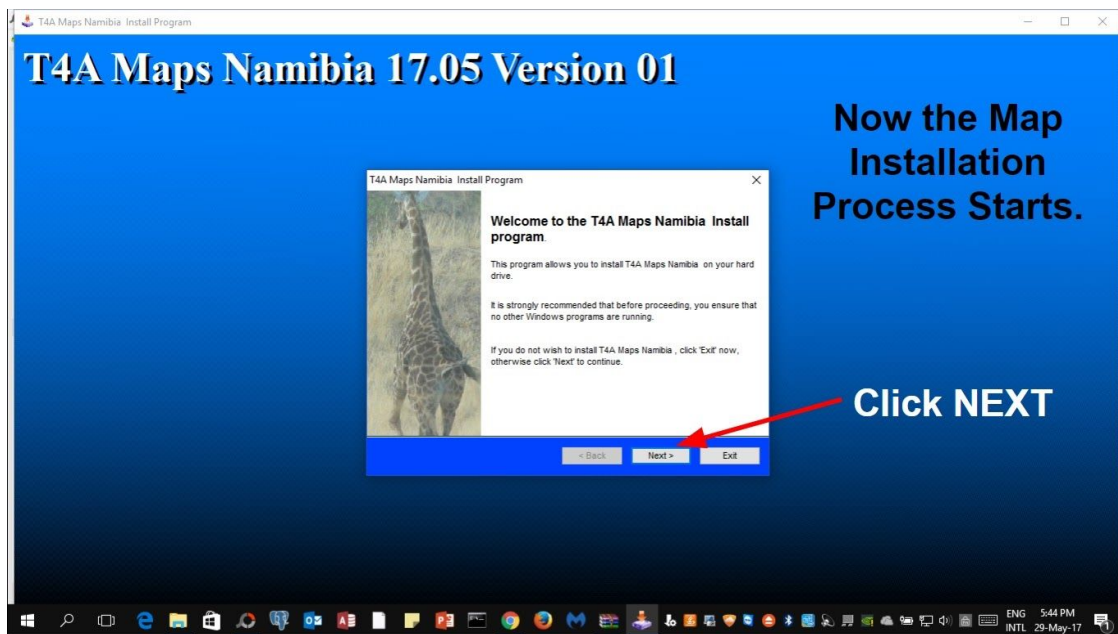 T4A Maps Namibia Install Program
T4A Maps Namibia 17.05 Version 01
Now the Map
Installation
Process Starts.
T4A Maps Namibia Install Program
Welcome to the T4A Maps Namibia Install
program.
This program allows you to install T4A Maps Namibia on your hard
drive.
It is strongly recommended that before proceeding, you ensure that
no other Windows programs are running.
If you do not wish to install T4A Maps Namibia , click 'Exit' now,
otherwise click 'Next' to continue.
Click NEXT
< Back
Next >
Exit
ENG 5:44 PM
INTL 29-May-17